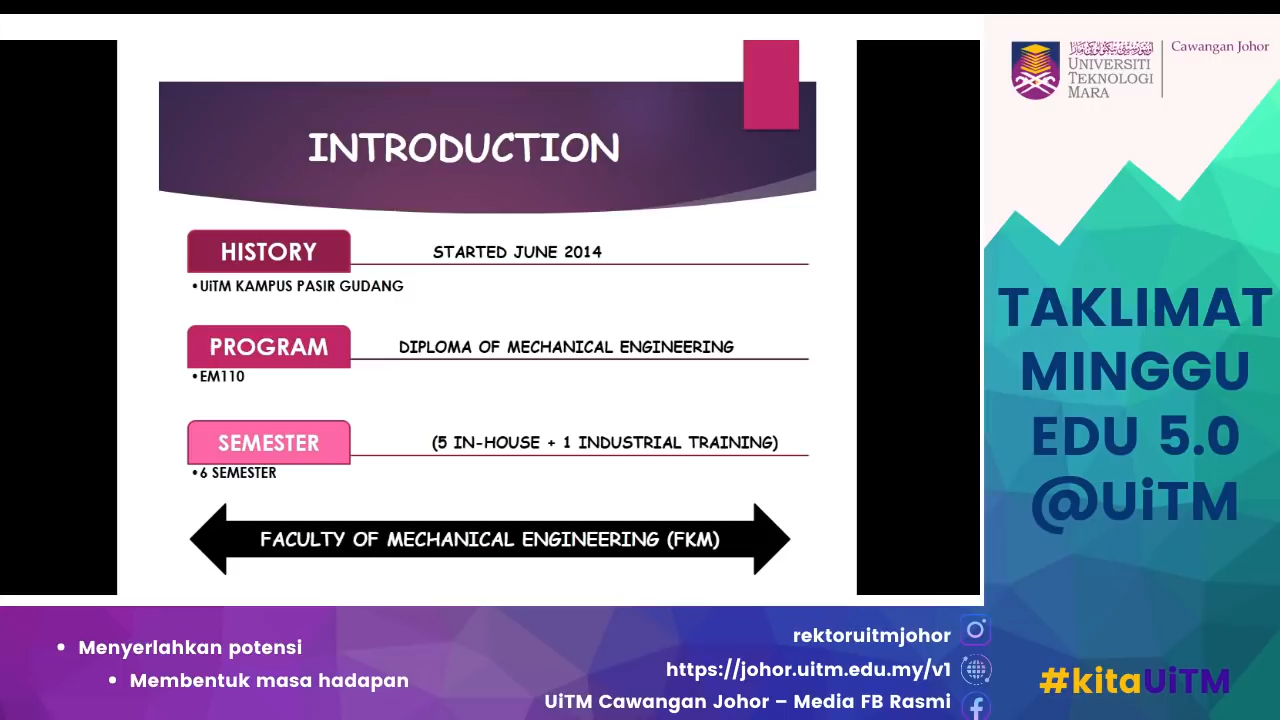 INTRODUCTION
HISTORY
STARTED JUNE 2014
•UiTM KAMPUS PASIR GUDANG
PROGRAM
DIPLOMA OF MECHANICAL ENGINEERING
•EM110
SEMESTER
(5 IN-HOUSE + 1 INDUSTRIAL TRAINING)
•6 SEMESTER
FACULTY OF MECHANICAL ENGINEERING (FKM)
UNIVERSITI
TEKNOLOGI
MARA
Cawangan Johor
TAKLIMAT
MINGGU
EDU 5.0
@UiTM
• Menyerlahkan potensi
• Membentuk masa hadapan
rektoruitmjohor
https://johor.uitm.edu.my/v1
UiTM Cawangan Johor – Media FB Rasmi
#kitaUiTM